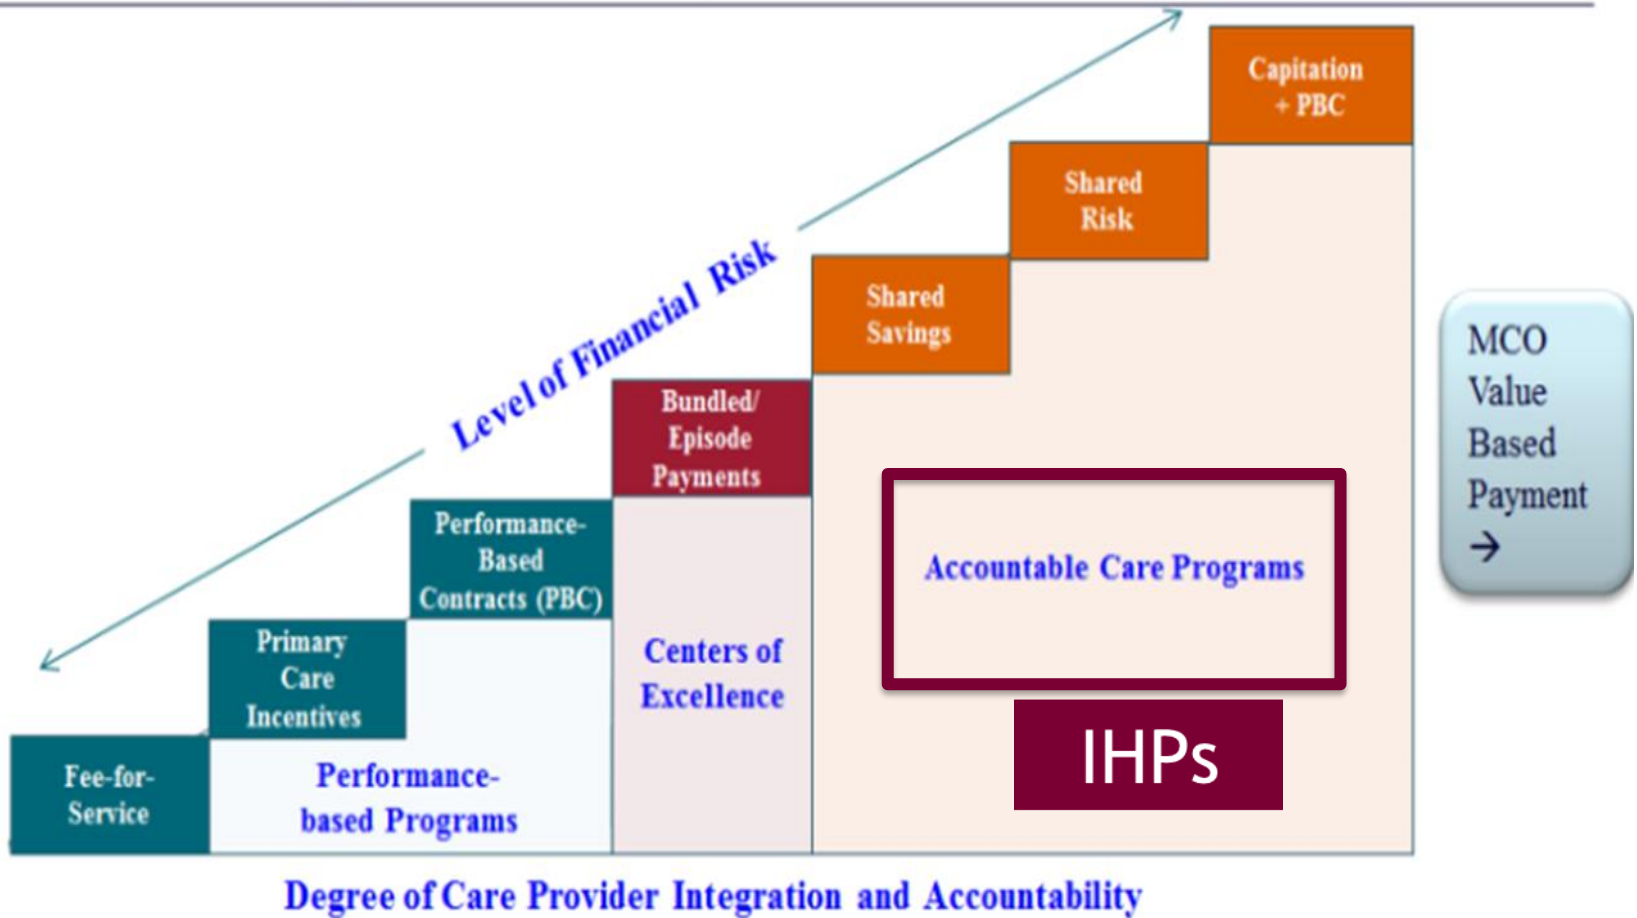 Capitation
+ PBC
Shared
Risk
Shared
Savings
Level of Financial Risk
Bundled/
Episode
Payments
Performance-
Based
Contracts (PBC)
Primary
Care
Incentives
Fee-for-
Service
Performance-
based Programs
Centers of
Excellence
Accountable Care Programs
IHPs
MCO
Value
Based
Payment
→
Degree of Care Provider Integration and Accountability